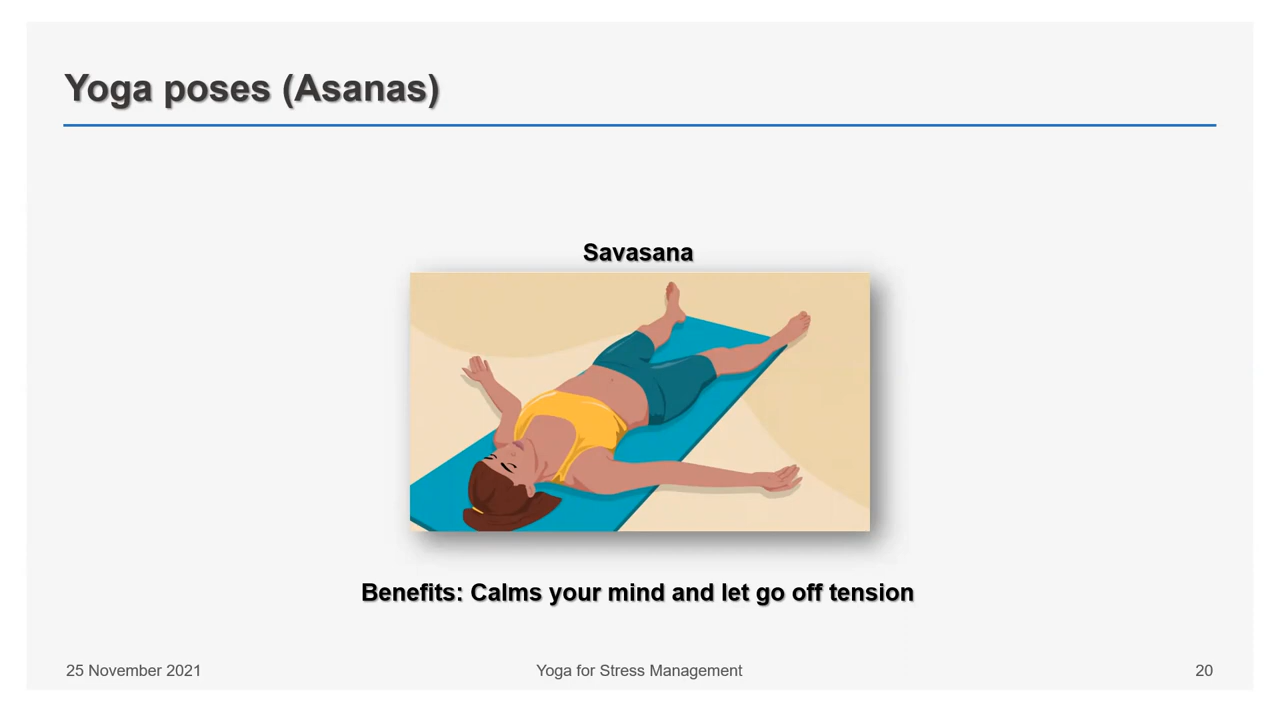 Yoga poses (Asanas)
Savasana
Benefits: Calms your mind and let go off tension
25 November 2021
Yoga for Stress Management
20